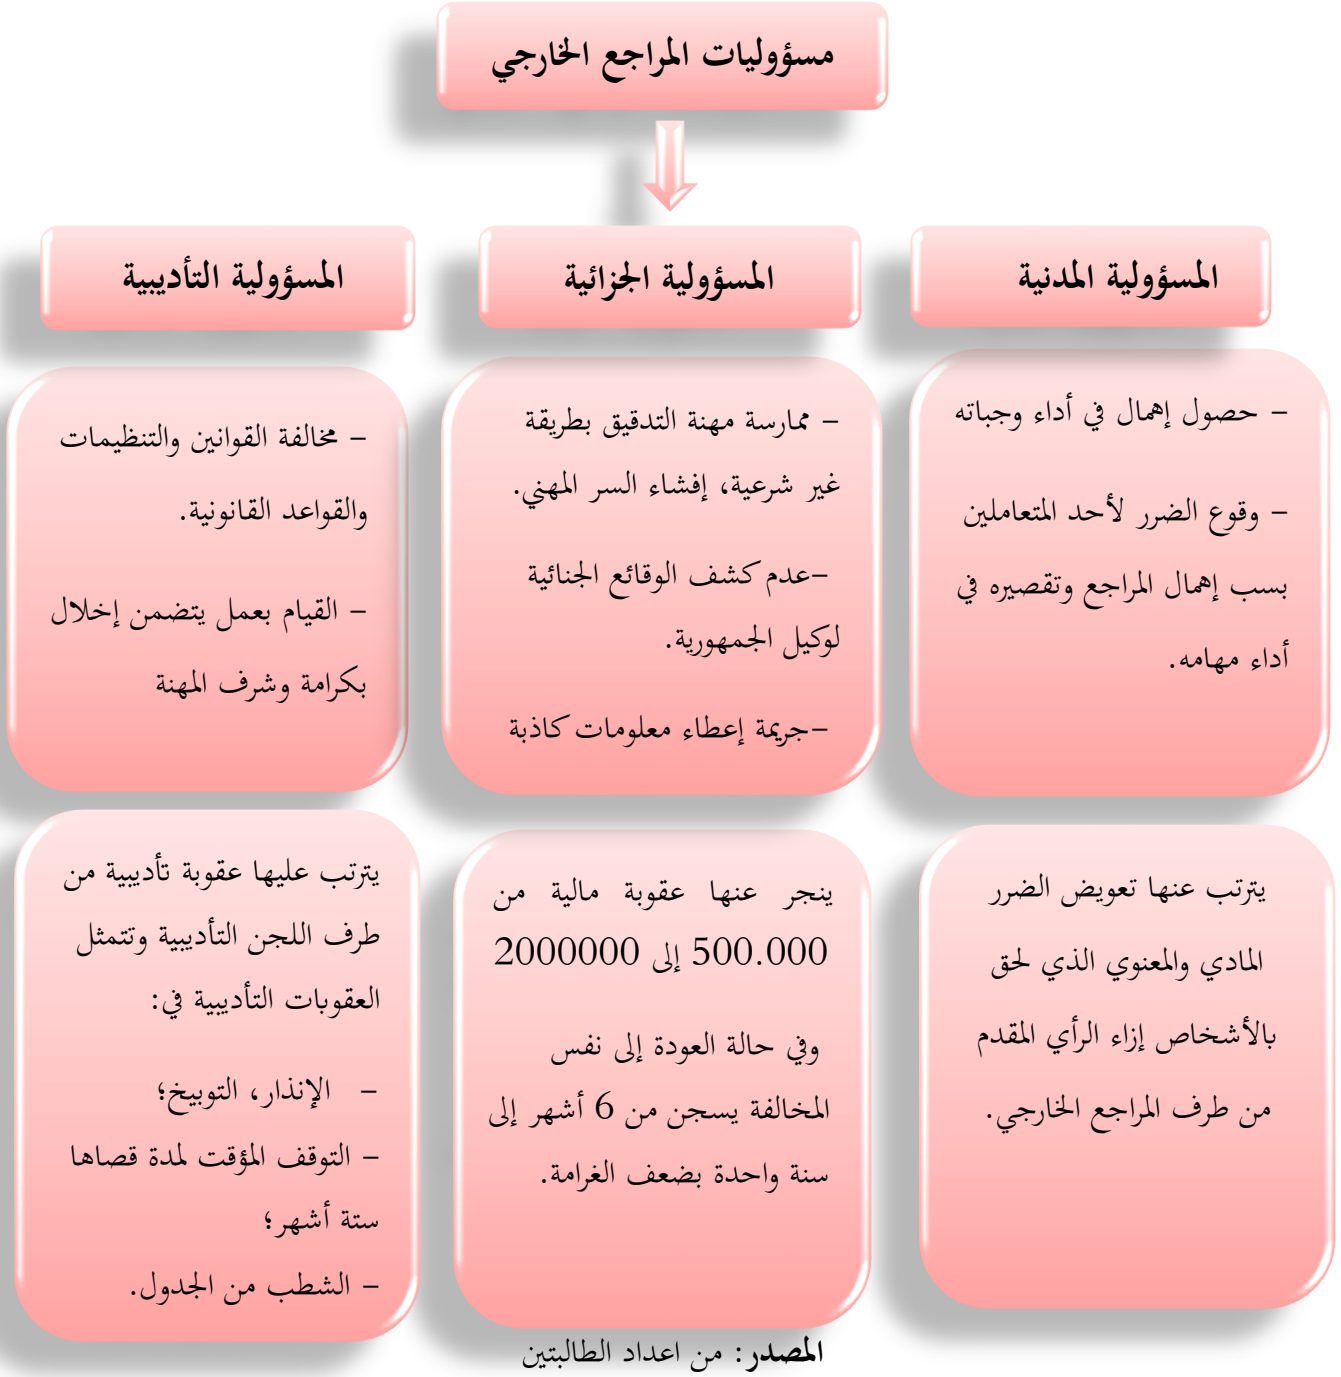 مسؤوليات المراجع الخارجي
المسؤولية المدنية
المسؤولية الجزائية
المسؤولية التأديبية
– حصول إهمال في أداء وجباته
– وقوع الضرر لأحد المتعاملين
بسب إهمال المراجع وتقصيره في
أداء مهامه.
– ممارسة مهنة التدقيق بطريقة
غير شرعية، إفشاء السر المهني.
–عدم كشف الوقائع الجنائية
لوكيل الجمهورية.
–جريمة إعطاء معلومات كاذبة
– مخالفة القوانين والتنظيمات
والقواعد القانونية.
– القيام بعمل يتضمن إخلال
بكرامة وشرف المهنة
يترتب عنها تعويض الضرر
المادي والمعنوي الذي لحق
بالأشخاص إزاء الرأي المقدم
من طرف المراجع الخارجي.
ينجر عنها عقوبة مالية من
500.000 إلى 2000000
وفي حالة العودة إلى نفس
المخالفة يسجن من 6 أشهر إلى
سنة واحدة بضعف الغرامة.
يترتب عليها عقوبة تأديبية من
طرف اللجن التأديبية وتتمثل
العقوبات التأديبية في:
– الإنذار، التوبيخ؛
– التوقف المؤقت لمدة قصاها
ستة أشهر؛
– الشطب من الجدول.
المصدر: من اعداد الطالبتين